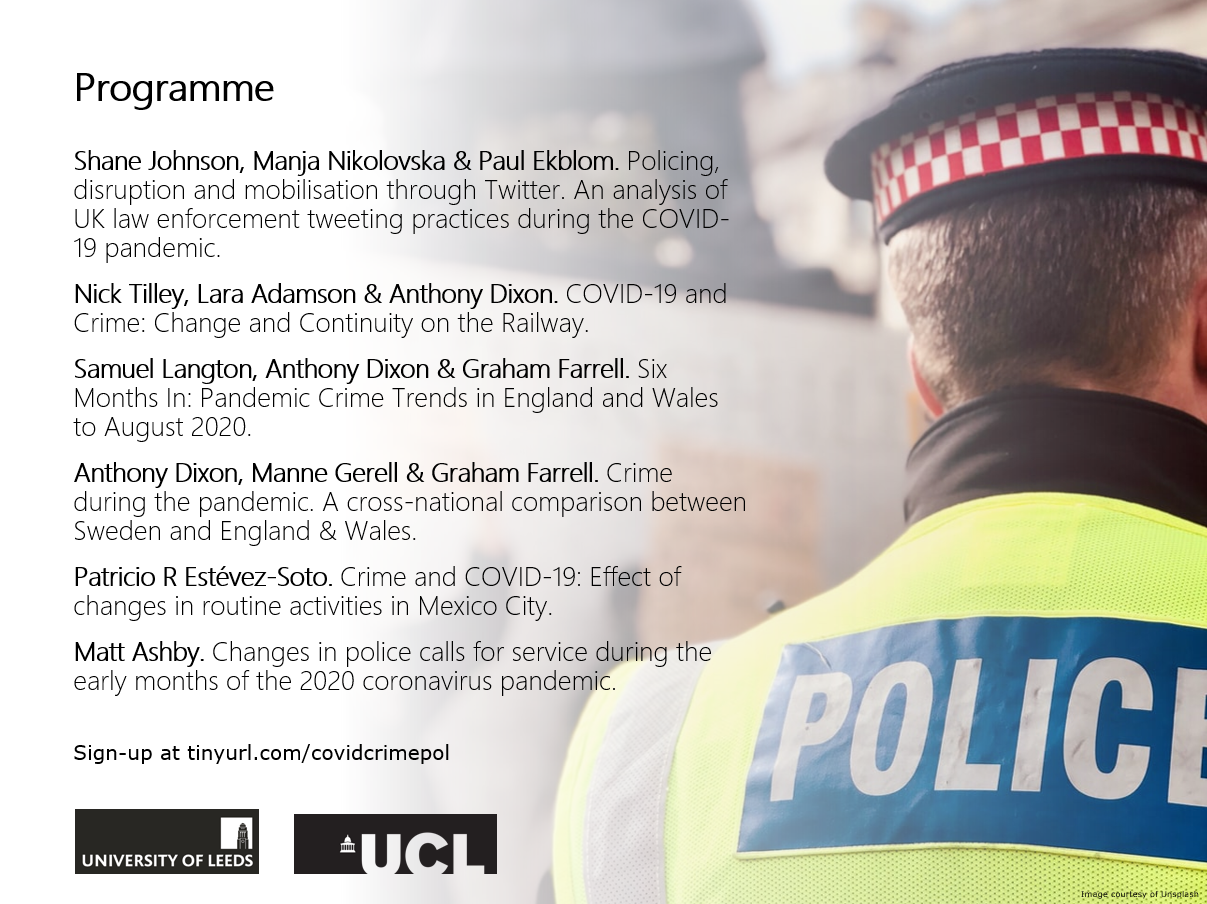 Programme
Shane Johnson, Manja Nikolovska & Paul Ekblom. Policing,
disruption and mobilisation through Twitter. An analysis of
UK law enforcement tweeting practices during the COVID-
19 pandemic.
Nick Tilley, Lara Adamson & Anthony Dixon. COVID-19 and
Crime: Change and Continuity on the Railway.
Samuel Langton, Anthony Dixon & Graham Farrell. Six
Months In: Pandemic Crime Trends in England and Wales
to August 2020.
Anthony Dixon, Manne Gerell & Graham Farrell. Crime
during the pandemic. A cross-national comparison between
Sweden and England & Wales.
Patricio R Estévez-Soto. Crime and COVID-19: Effect of
changes in routine activities in Mexico City.
Matt Ashby. Changes in police calls for service during the
early months of the 2020 coronavirus pandemic.
Sign-up at tinyurl.com/covidcrimepol
UNIVERSITY OF LEEDS
UCL
POLICE
Image courtesy of Unsplash